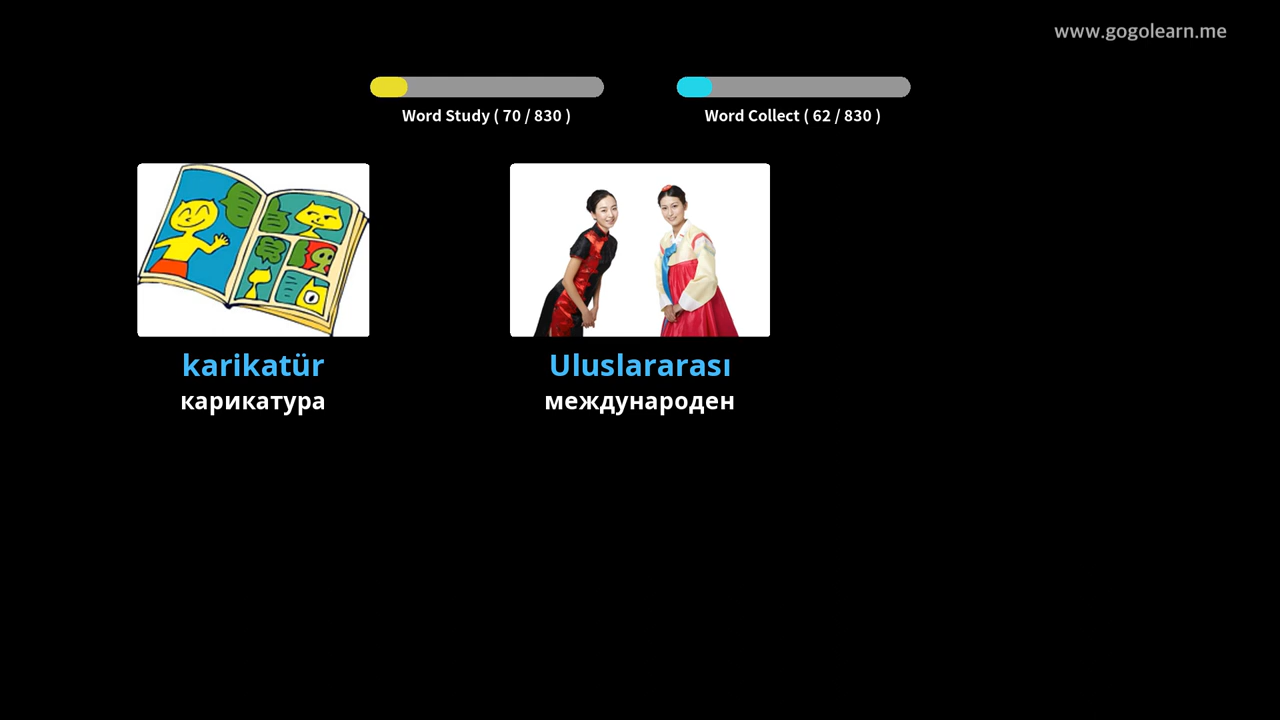 www.gogolearn.me
Word Study ( 70 / 830 )
Word Collect ( 62 / 830 )
karikatür
карикатура
Uluslararası
международен